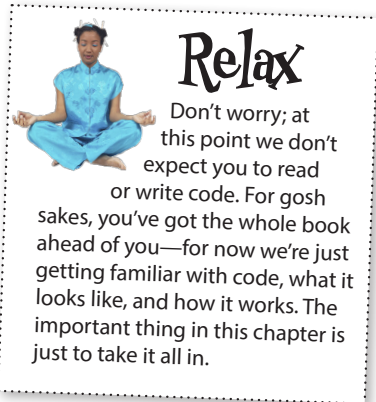 Relax
Don’t worry; at
this point we don’t
expect you to read
or write code. For gosh
sakes, you’ve got the whole book
ahead of you—for now we’re just
getting familiar with code, what it
looks like, and how it works. The
important thing in this chapter is
just to take it all in.